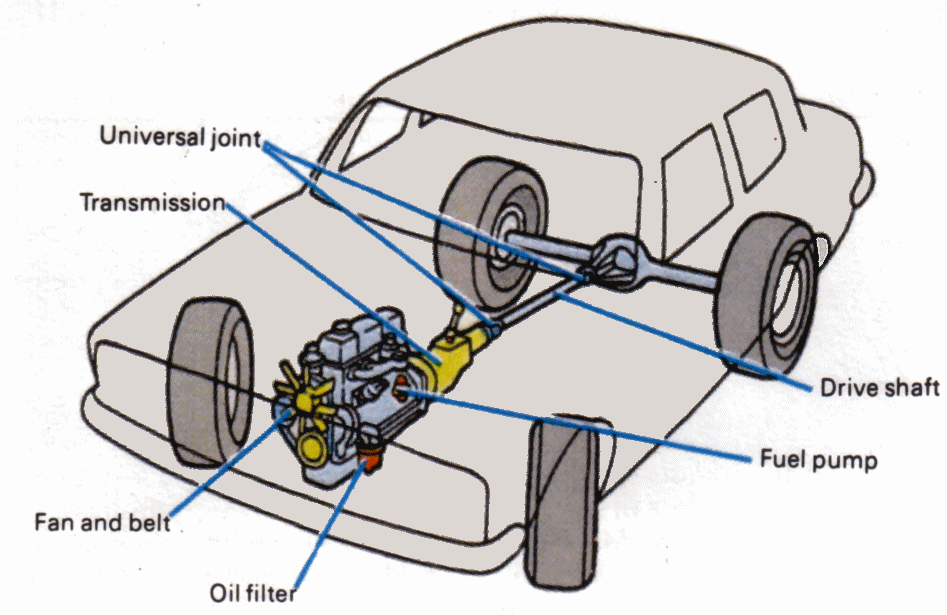 Universal joint
Transmission
Drive shaft
Fuel pump
Fan and belt
Oil filter